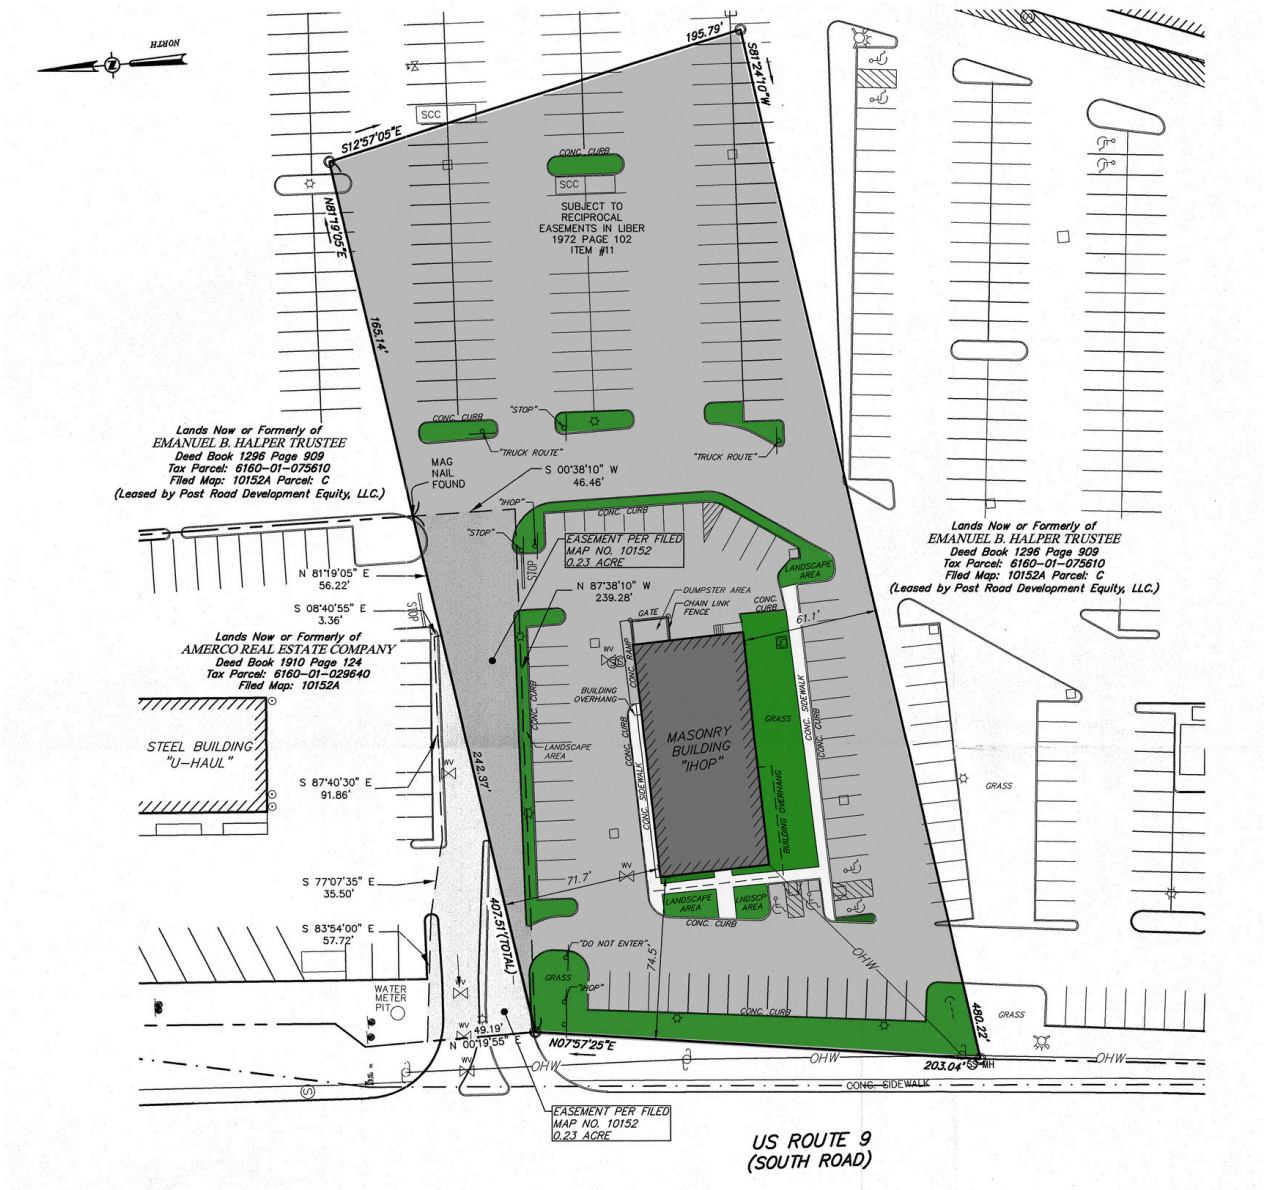 NORTH
Z
195.79'
S81°24'10"W
S12°57'05"E
SCC
CONC. CURB
SCC
SUBJECT TO
RECIPROCAL
EASEMENTS IN LIBER
1972 PAGE 102
ITEM #11
N81°19'05"E
165.14'
Lands Now or Formerly of
EMANUEL B. HALPER TRUSTEE
Deed Book 1296 Page 909
Tax Parcel: 6160-01-075610
Filed Map: 10152A Parcel: C
(Leased by Post Road Development Equity, LLC.)
CONC. CURB
"STOP"
"TRUCK ROUTE"
"TRUCK ROUTE"
MAG
NAIL
FOUND
S 00°38'10" W
46.46'
"IHOP"
CONC. CURB
"STOP"
STOP
EASEMENT PER FILED
MAP NO. 10152
0.23 ACRE
Lands Now or Formerly of
EMANUEL B. HALPER TRUSTEE
Deed Book 1296 Page 909
Tax Parcel: 6160-01-075610
Filed Map: 10152A Parcel: C
(Leased by Post Road Development Equity, LLC.)
LANDSCAPE
AREA
N 81°19'05" E
56.22'
N 87°38'10" W
239.28'
DUMPSTER AREA
CHAIN LINK
FENCE
GATE
CONC.
CURB
61.1'
S 08°40'55" E
3.36'
STOP
Lands Now or Formerly of
AMERCO REAL ESTATE COMPANY
Deed Book 1910 Page 124
Tax Parcel: 6160-01-029640
Filed Map: 10152A
CONC. RAMP
WV
E
BUILDING
OVERHANG
CONC. CURB
CONC. CURB
CONC. SIDEWALK
CONC. CURB
GRASS
STEEL BUILDING
"U-HAUL"
MASONRY
BUILDING
"IHOP"
LANDSCAPE
AREA
WV
242.37'
S 87°40'30" E
91.86'
CONC. SIDEWALK
BUILDING OVERHANG
GRASS
WV
71.7'
S 77°07'35" E
35.50'
407.51'(TOTAL)
LANDSCAPE
AREA
LNDSCP
AREA
CONC. CURB
S 83°54'00" E
57.72'
"DO NOT ENTER"
74.5'
OHW
GRASS
"IHOP"
WATER
METER
PIT
WV
CONC. CURB
480.22'
GRASS
WV
49.19'
N 00°19'55" E
N07°57'25"E
OHW
OHW
OHW
203.04'
SS MH
S
CONC. SIDEWALK
EASEMENT PER FILED
MAP NO. 10152
0.23 ACRE
US ROUTE 9
(SOUTH ROAD)